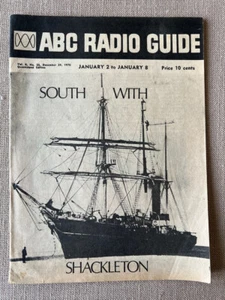 ABC RADIO GUIDE
JANUARY 2 to JANUARY 8
Price 10 cents
SOUTH WITH
SHACKLETON